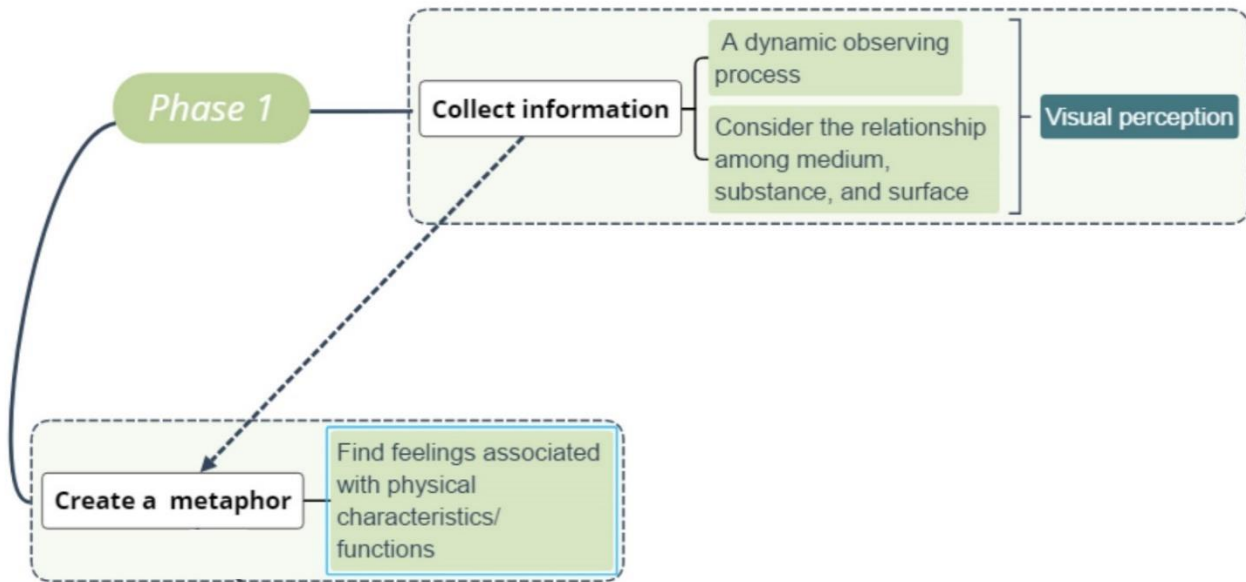 Phase 1
Collect information
A dynamic observing
process
Consider the relationship
among medium,
substance, and surface
Visual perception
Create a metaphor
Find feelings associated
with physical
characteristics/
functions